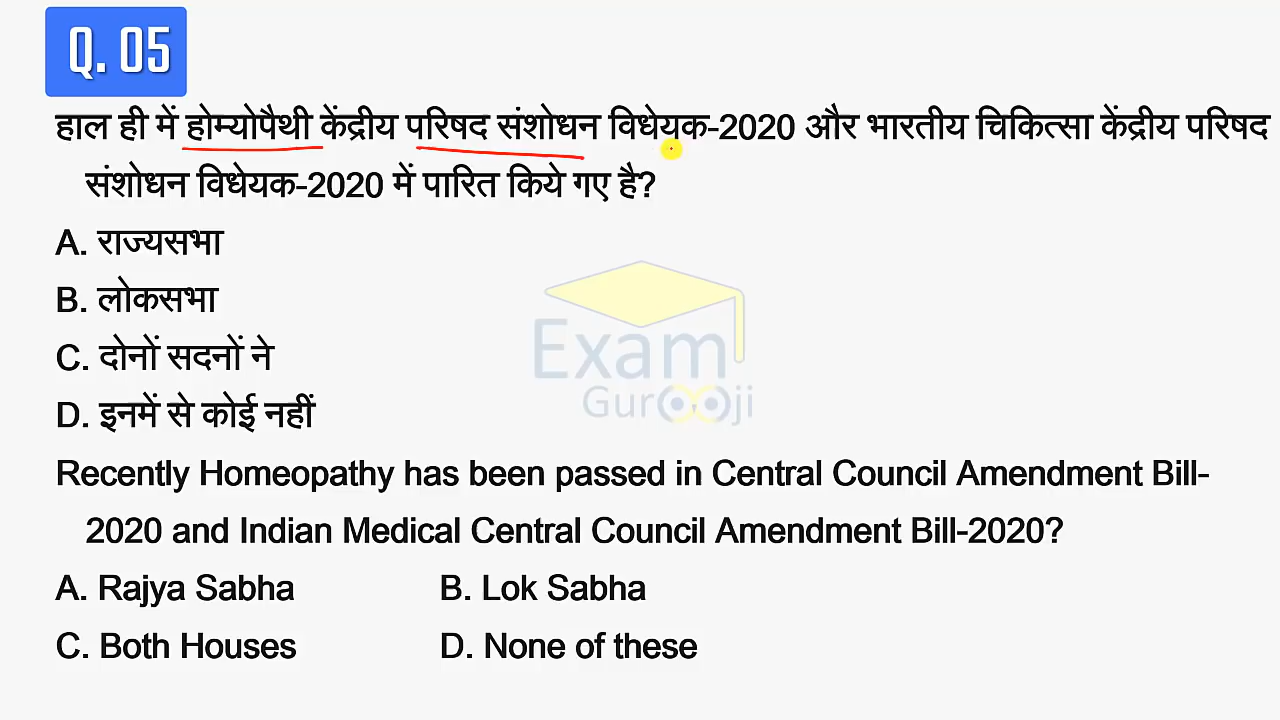 Q. 05
हाल ही में होम्योपैथी केंद्रीय परिषद संशोधन विधेयक-2020 और भारतीय चिकित्सा केंद्रीय परिषद
संशोधन विधेयक-2020 में पारित किये गए है?
A. राज्यसभा
B. लोकसभा
C. दोनों सदनों ने
D. इनमें से कोई नहीं
Exam
Gurooji
Recently Homeopathy has been passed in Central Council Amendment Bill-
2020 and Indian Medical Central Council Amendment Bill-2020?
A. Rajya Sabha B. Lok Sabha
C. Both Houses D. None of these